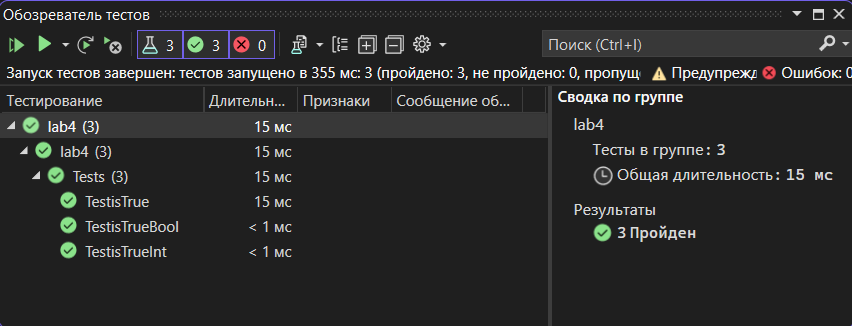 Обозреватель тестов
3 3 0 Поиск (Ctrl+I)
Запуск тестов завершен: тестов запущено в 355 мс: 3 (пройдено: 3, не пройдено: 0, пропуще Предупрежд Ошибок: 0
Тестирование Длительн... Признаки Сообщение об...
lab4 (3) 15 мс
lab4 (3) 15 мс
Tests (3) 15 мс
TestisTrue 15 мс
TestisTrueBool < 1 мс
TestisTrueInt < 1 мс
Сводка по группе
lab4
Тесты в группе: 3
Общая длительность: 15 мс
Результаты
3 Пройден